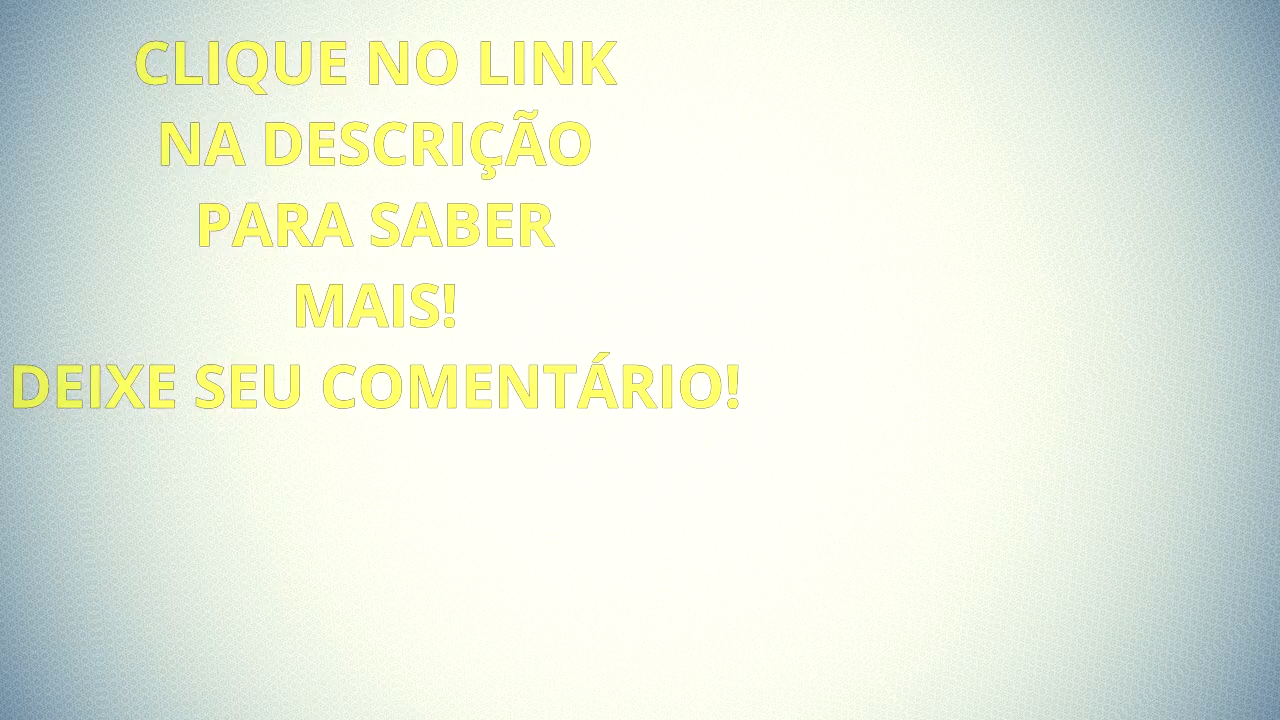 CLIQUE NO LINK
NA DESCRIÇÃO
PARA SABER
MAIS!
DEIXE SEU COMENTÁRIO!